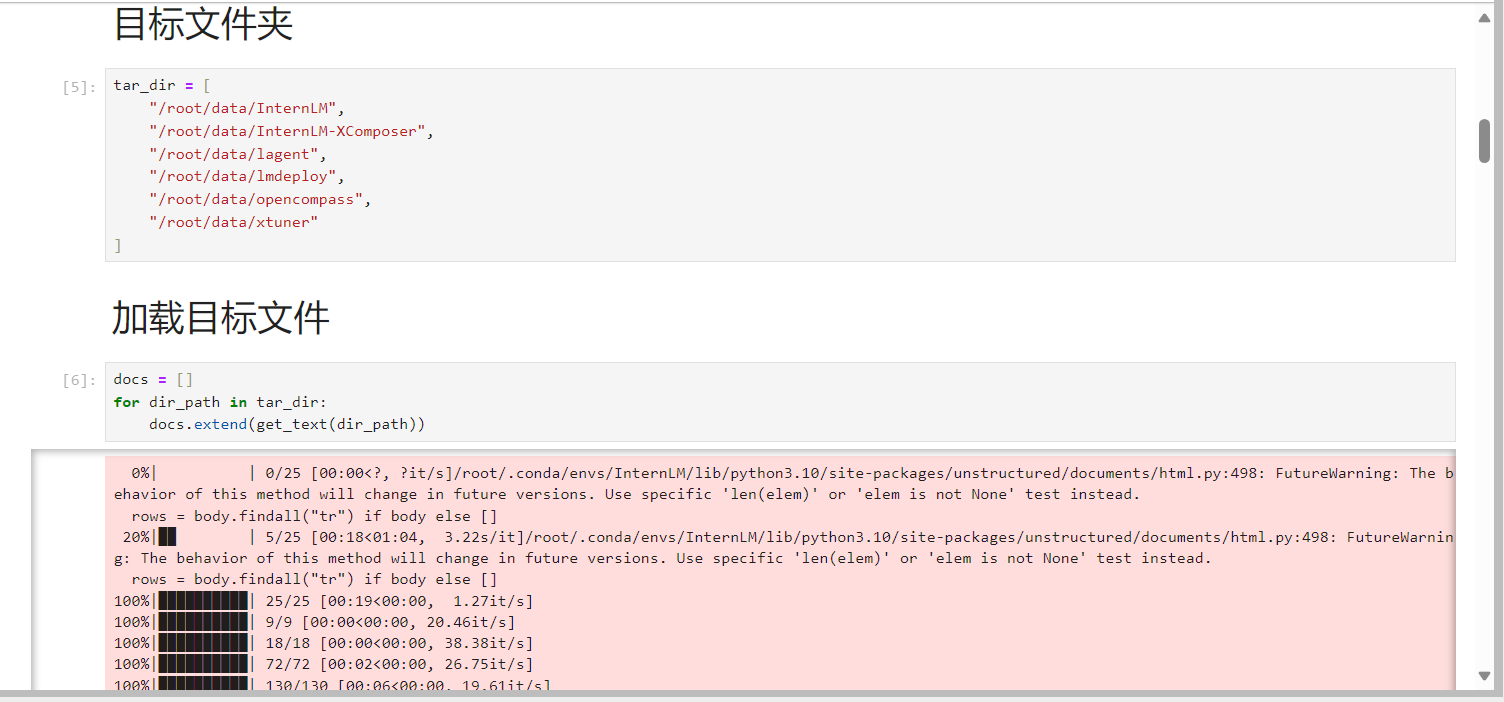 目标文件夹
[5]:
tar_dir = [
    "/root/data/InternLM",
    "/root/data/InternLM-XComposer",
    "/root/data/lagent",
    "/root/data/lmdeploy",
    "/root/data/opencompass",
    "/root/data/xtuner"
]
加载目标文件
[6]:
docs = []
for dir_path in tar_dir:
    docs.extend(get_text(dir_path))
  0%|          | 0/25 [00:00<?, ?it/s]/root/.conda/envs/InternLM/lib/python3.10/site-packages/unstructured/documents/html.py:498: FutureWarning: The b
ehavior of this method will change in future versions. Use specific 'len(elem)' or 'elem is not None' test instead.
  rows = body.findall("tr") if body else []
 20%|██        | 5/25 [00:18<01:04,  3.22s/it]/root/.conda/envs/InternLM/lib/python3.10/site-packages/unstructured/documents/html.py:498: FutureWarnin
g: The behavior of this method will change in future versions. Use specific 'len(elem)' or 'elem is not None' test instead.
  rows = body.findall("tr") if body else []
100%|██████████| 25/25 [00:19<00:00,  1.27it/s]
100%|██████████| 9/9 [00:00<00:00, 20.46it/s]
100%|██████████| 18/18 [00:00<00:00, 38.38it/s]
100%|██████████| 72/72 [00:02<00:00, 26.75it/s]
100%|██████████| 130/130 [00:06<00:00, 19.61it/s]